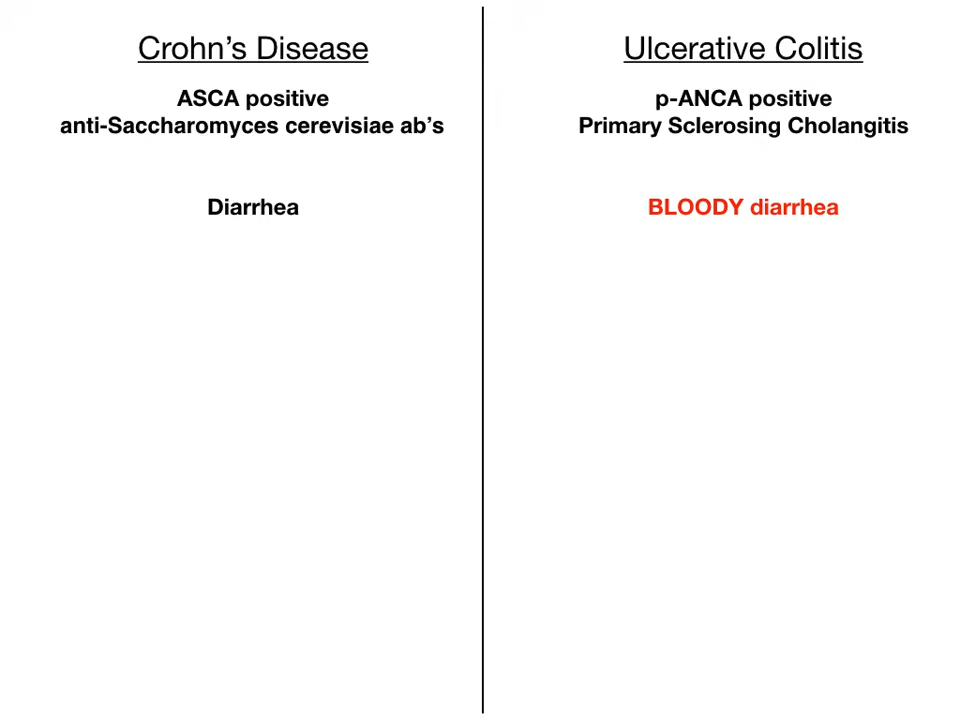 Crohn’s Disease
ASCA positive
anti-Saccharomyces cerevisiae ab’s
Diarrhea
Ulcerative Colitis
p-ANCA positive
Primary Sclerosing Cholangitis
BLOODY diarrhea